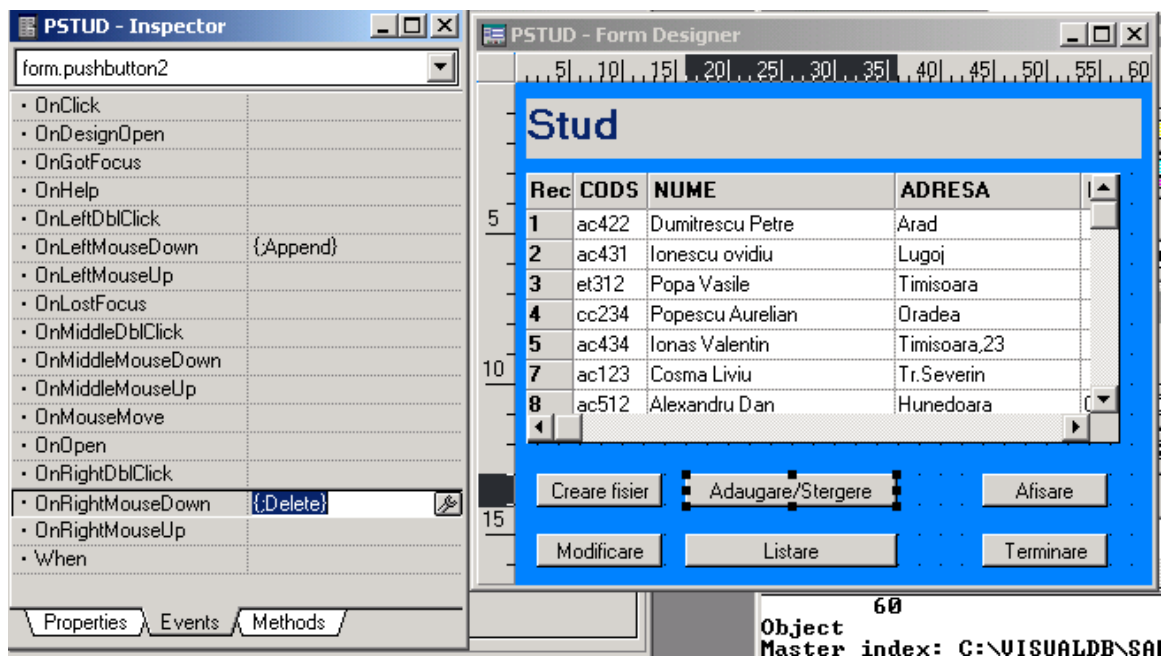 PSTUD - Inspector
form.pushbutton2
OnClick
OnDesignOpen
OnGotFocus
OnHelp
OnLeftDblClick
OnLeftMouseDown {;Append}
OnLeftMouseUp
OnLostFocus
OnMiddleDblClick
OnMiddleMouseDown
OnMiddleMouseUp
OnMouseMove
OnOpen
OnRightDblClick
OnRightMouseDown {;Delete}
OnRightMouseUp
When
Properties Events Methods
PSTUD - Form Designer
5 10 15 20 25 30 35 40 45 50 55 60
Stud
Rec CODS NUME ADRESA
5
1 ac422 Dumitrescu Petre Arad
2 ac431 Ionescu ovidiu Lugoj
3 et312 Popa Vasile Timisoara
4 cc234 Popescu Aurelian Oradea
5 ac434 Ionas Valentin Timisoara,23
10
7 ac123 Cosma Liviu Tr.Severin
8 ac512 Alexandru Dan Hunedoara
Creare fisier Adaugare/Stergere Afisare
15
Modificare Listare Terminare
60
Object
Master index: C:\VISUALDB\SA